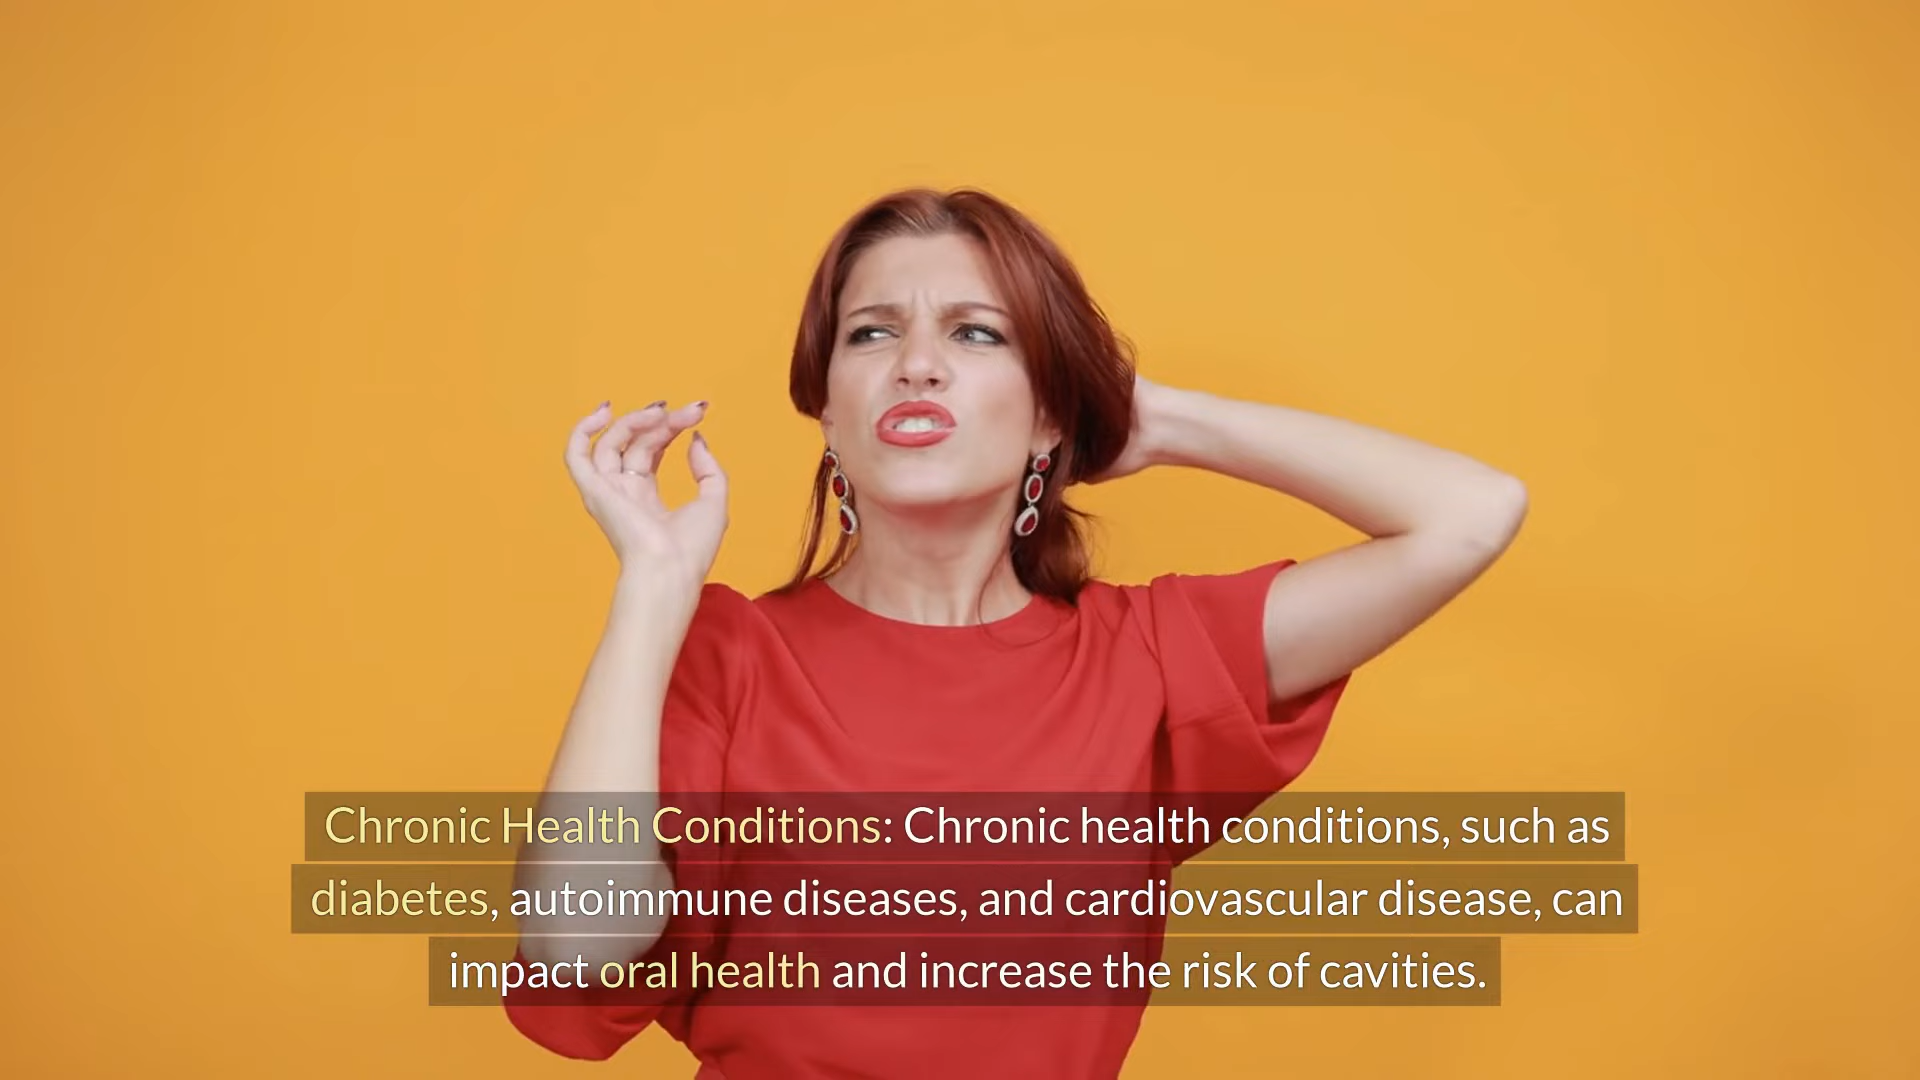 Chronic Health Conditions: Chronic health conditions, such as
diabetes, autoimmune diseases, and cardiovascular disease, can
impact oral health and increase the risk of cavities.